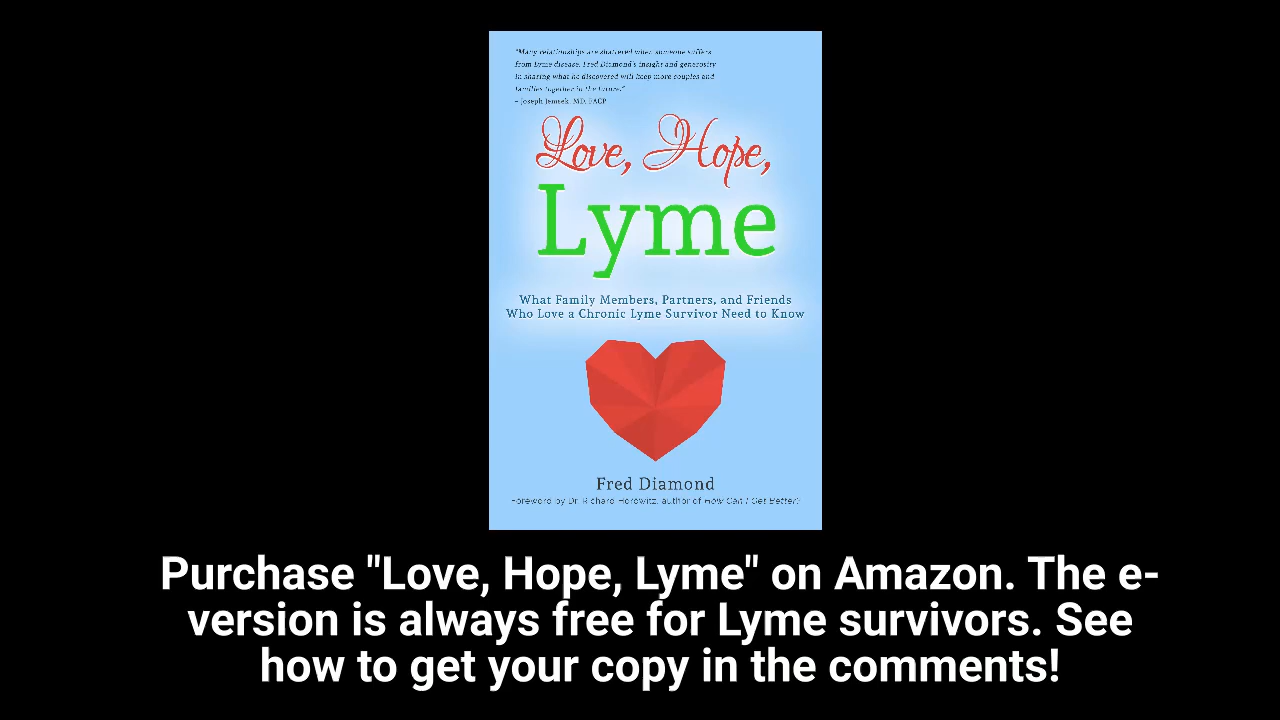 "Many relationships are shattered when someone suffers
from Lyme disease. Fred Diamond's insight and generosity
in sharing what he discovered will keep more couples and
families together in the future."
– Joseph Jemsek, MD, FACP
Love, Hope,
Lyme
What Family Members, Partners, and Friends
Who Love a Chronic Lyme Survivor Need to Know
Fred Diamond
Foreword by Dr. Richard Horowitz, author of How Can I Get Better?
Purchase "Love, Hope, Lyme" on Amazon. The e-
version is always free for Lyme survivors. See
how to get your copy in the comments!